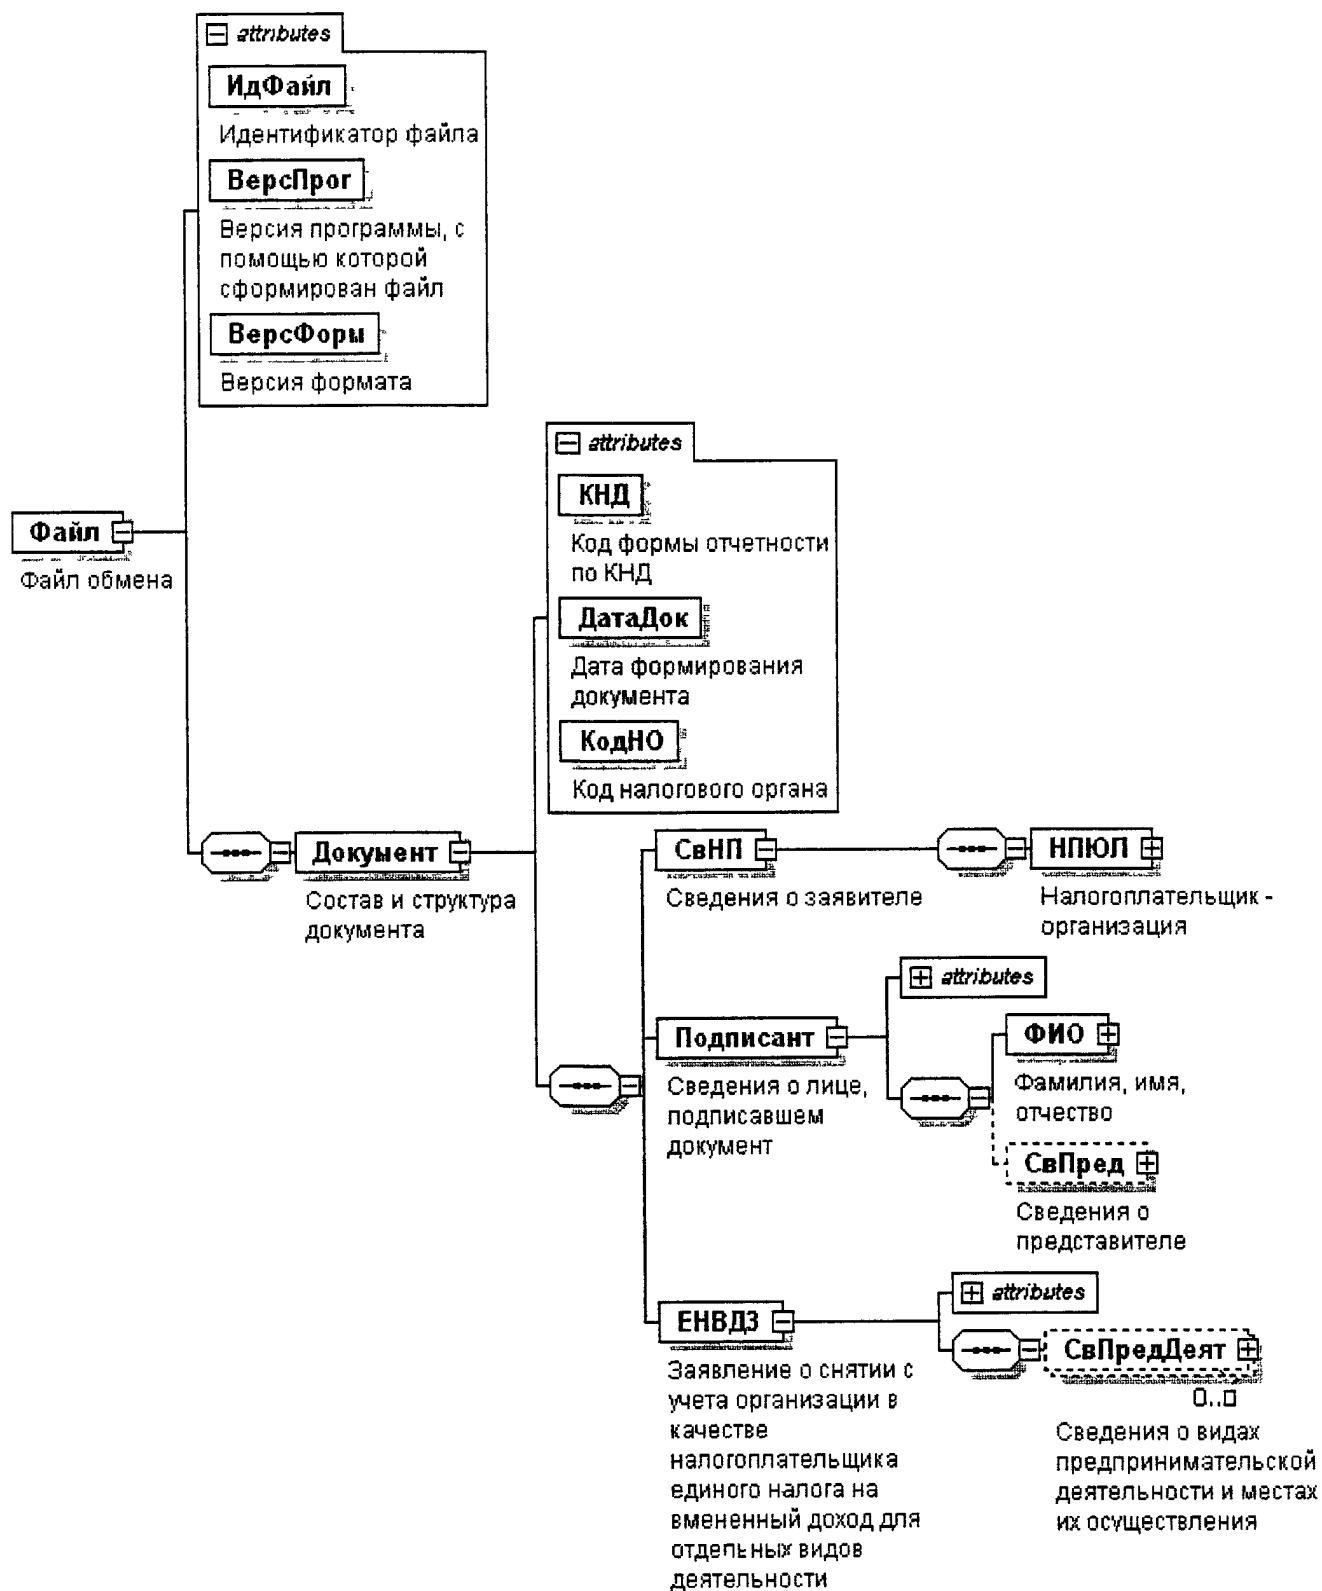 attributes
ИдФайл
Идентификатор файла
ВерсПрог
Версия программы, с
помощью которой
сформирован файл
ВерсФорм
Версия формата
Файл
Файл обмена
attributes
КНД
Код формы отчетности
по КНД
ДатаДок
Дата формирования
документа
КодНО
Код налогового органа
Документ
Состав и структура
документа
СвНП
Сведения о заявителе
НПЮЛ
Налогоплательщик -
организация
attributes
Подписант
Сведения о лице,
подписавшем
документ
ФИО
Фамилия, имя,
отчество
СвПред
Сведения о
представителе
attributes
ЕНВД3
Заявление о снятии с
учета организации в
качестве
налогоплательщика
единого налога на
вмененный доход для
отдельных видов
деятельности
СвПредДеят
Сведения о видах
предпринимательской
деятельности и местах
их осуществления